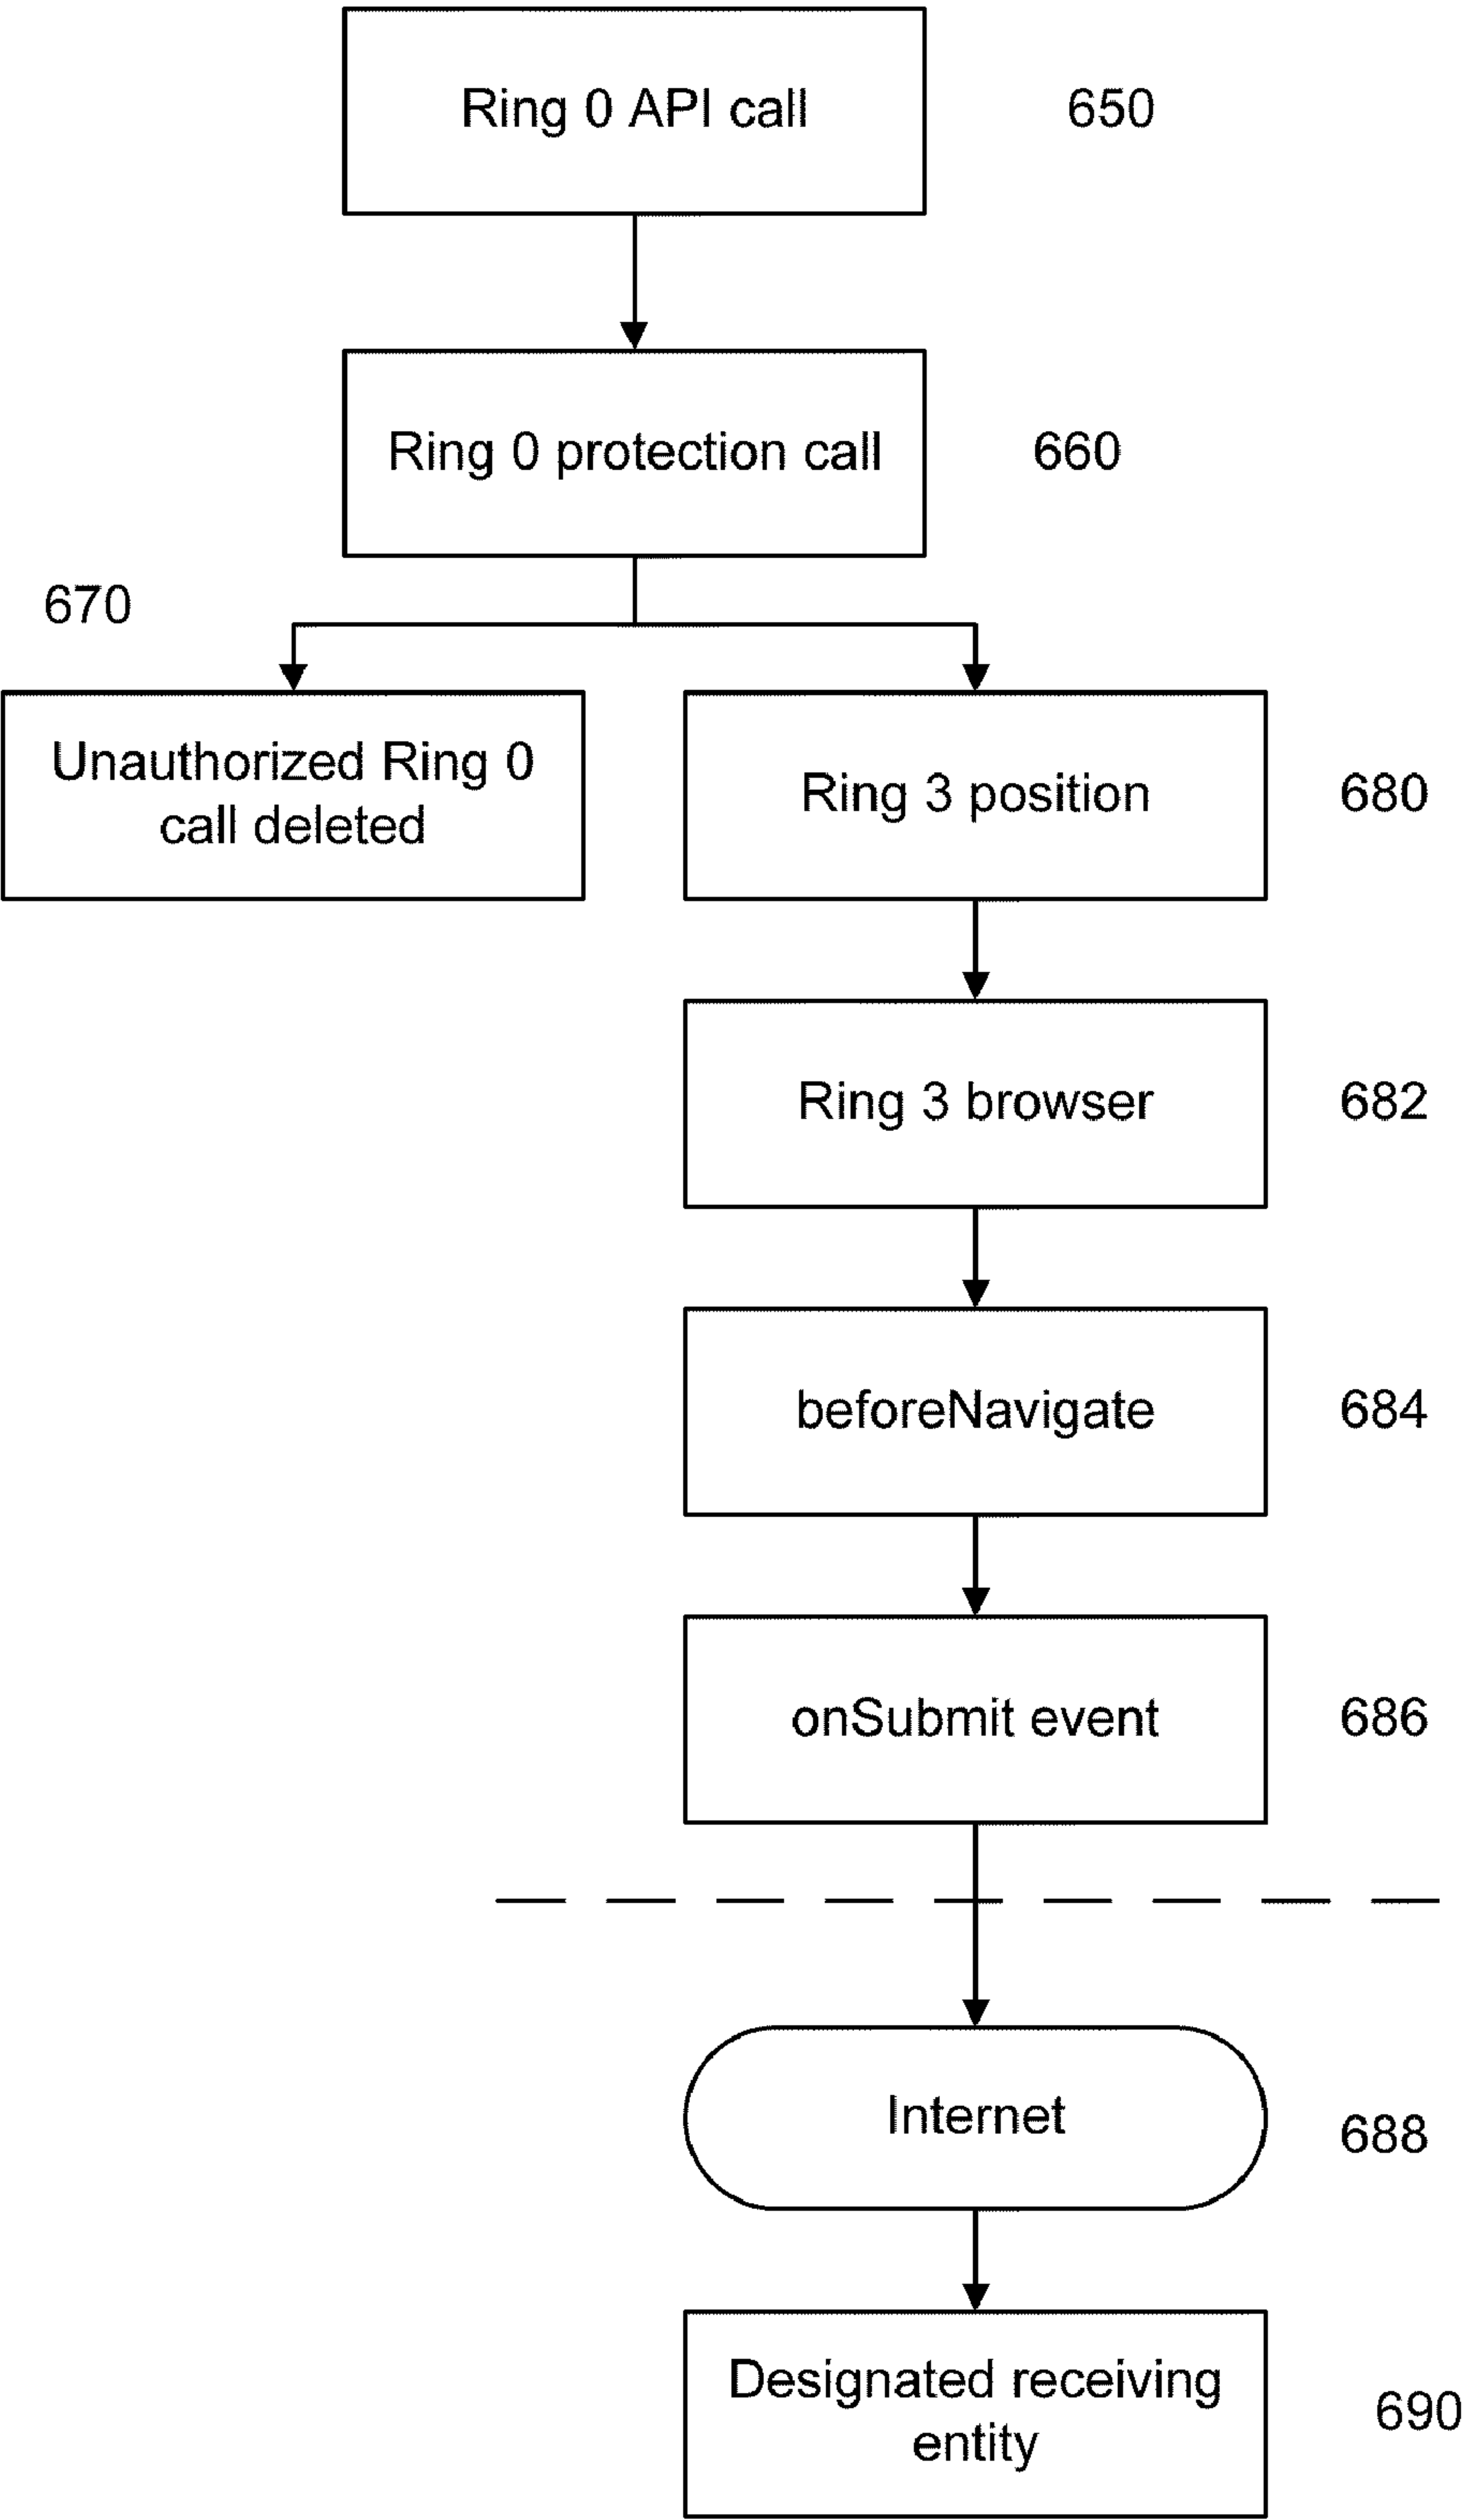 Ring 0 API call
650
Ring 0 protection call
660
670
Unauthorized Ring 0
call deleted
Ring 3 position
680
Ring 3 browser
682
beforeNavigate
684
onSubmit event
686
Internet
688
Designated receiving
entity
690